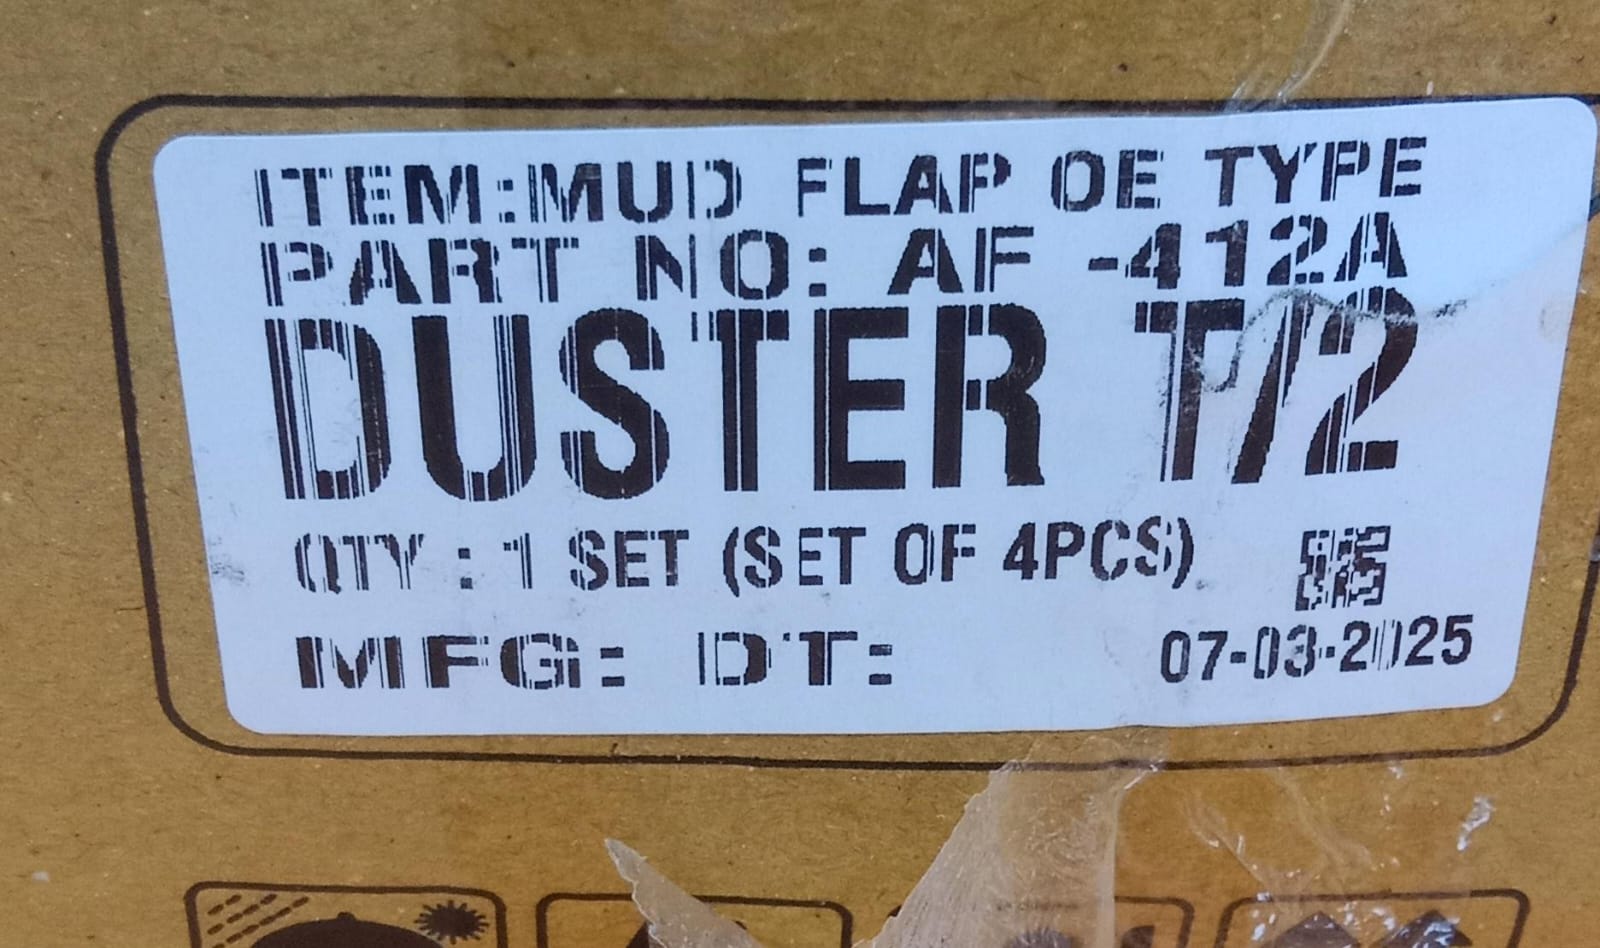 ITEM:MUD FLAP OE TYPE
PART NO: AF -412A
DUSTER T/2
QTY : 1 SET (SET OF 4PCS)
MFG: DT: 07-03-2025